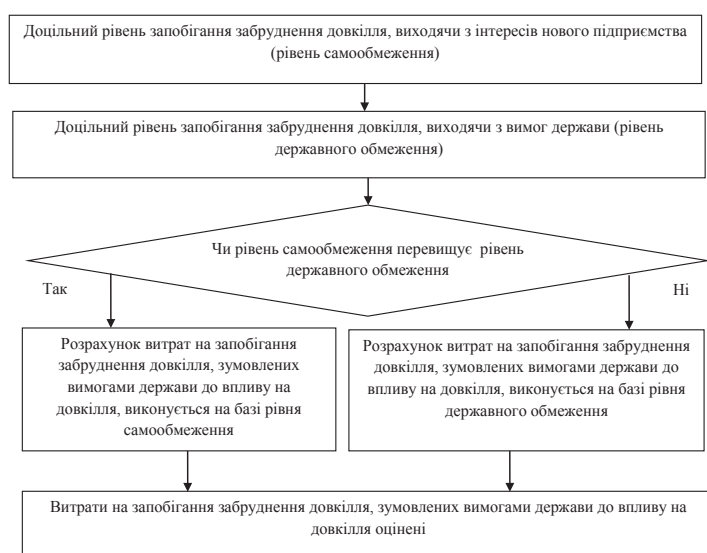 Доцільний рівень запобігання забруднення довкілля, виходячи з інтересів нового підприємства
(рівень самообмеження)
Доцільний рівень запобігання забруднення довкілля, виходячи з вимог держави (рівень
державного обмеження)
Чи рівень самообмеження перевищує рівень
державного обмеження
Так
Ні
Розрахунок витрат на запобігання
забруднення довкілля, зумовлених
вимогами держави до впливу на
довкілля, виконується на базі рівня
самообмеження
Розрахунок витрат на запобігання забруднення
довкілля, зумовлених вимогами держави до
впливу на довкілля, виконується на базі рівня
державного обмеження
Витрати на запобігання забруднення довкілля, зумовлених вимогами держави до впливу на
довкілля оцінені